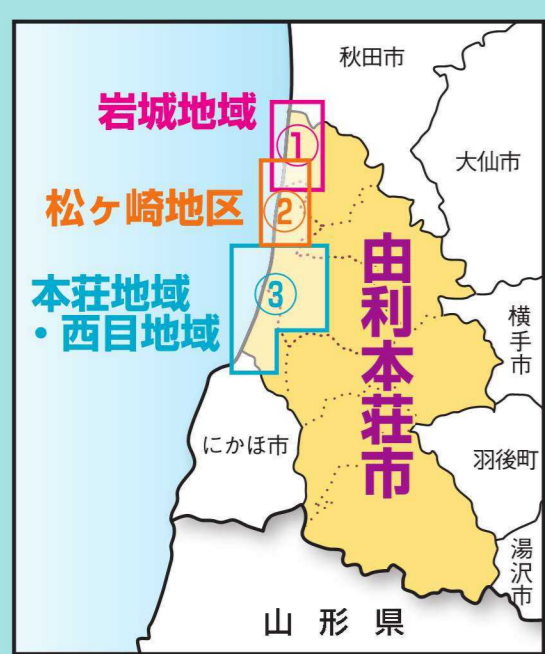 秋田市
岩城地域
①
大仙市
松ヶ崎地区
②
由利本荘市
本荘地域
・西目地域
③
横手市
にかほ市
羽後町
湯沢市
山形県